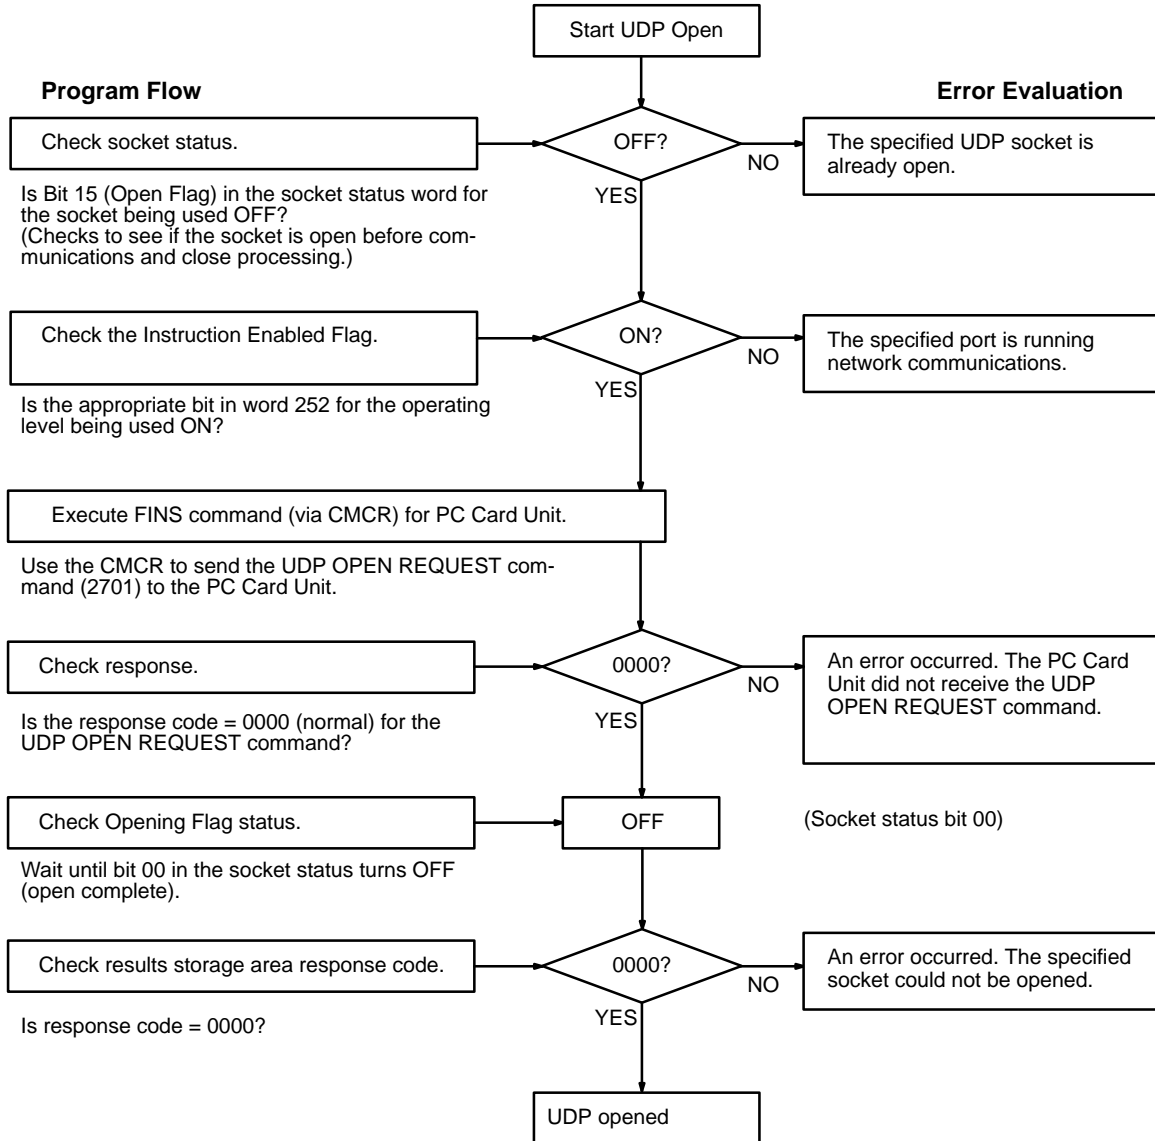 Start UDP Open
Program Flow
Error Evaluation
Check socket status.
OFF?
NO
The specified UDP socket is
already open.
YES
Is Bit 15 (Open Flag) in the socket status word for
the socket being used OFF?
(Checks to see if the socket is open before com-
munications and close processing.)
Check the Instruction Enabled Flag.
ON?
NO
The specified port is running
network communications.
YES
Is the appropriate bit in word 252 for the operating
level being used ON?
Execute FINS command (via CMCR) for PC Card Unit.
Use the CMCR to send the UDP OPEN REQUEST com-
mand (2701) to the PC Card Unit.
Check response.
0000?
NO
An error occurred. The PC Card
Unit did not receive the UDP
OPEN REQUEST command.
YES
Is the response code = 0000 (normal) for the
UDP OPEN REQUEST command?
Check Opening Flag status.
OFF
(Socket status bit 00)
Wait until bit 00 in the socket status turns OFF
(open complete).
Check results storage area response code.
0000?
NO
An error occurred. The specified
socket could not be opened.
YES
Is response code = 0000?
UDP opened